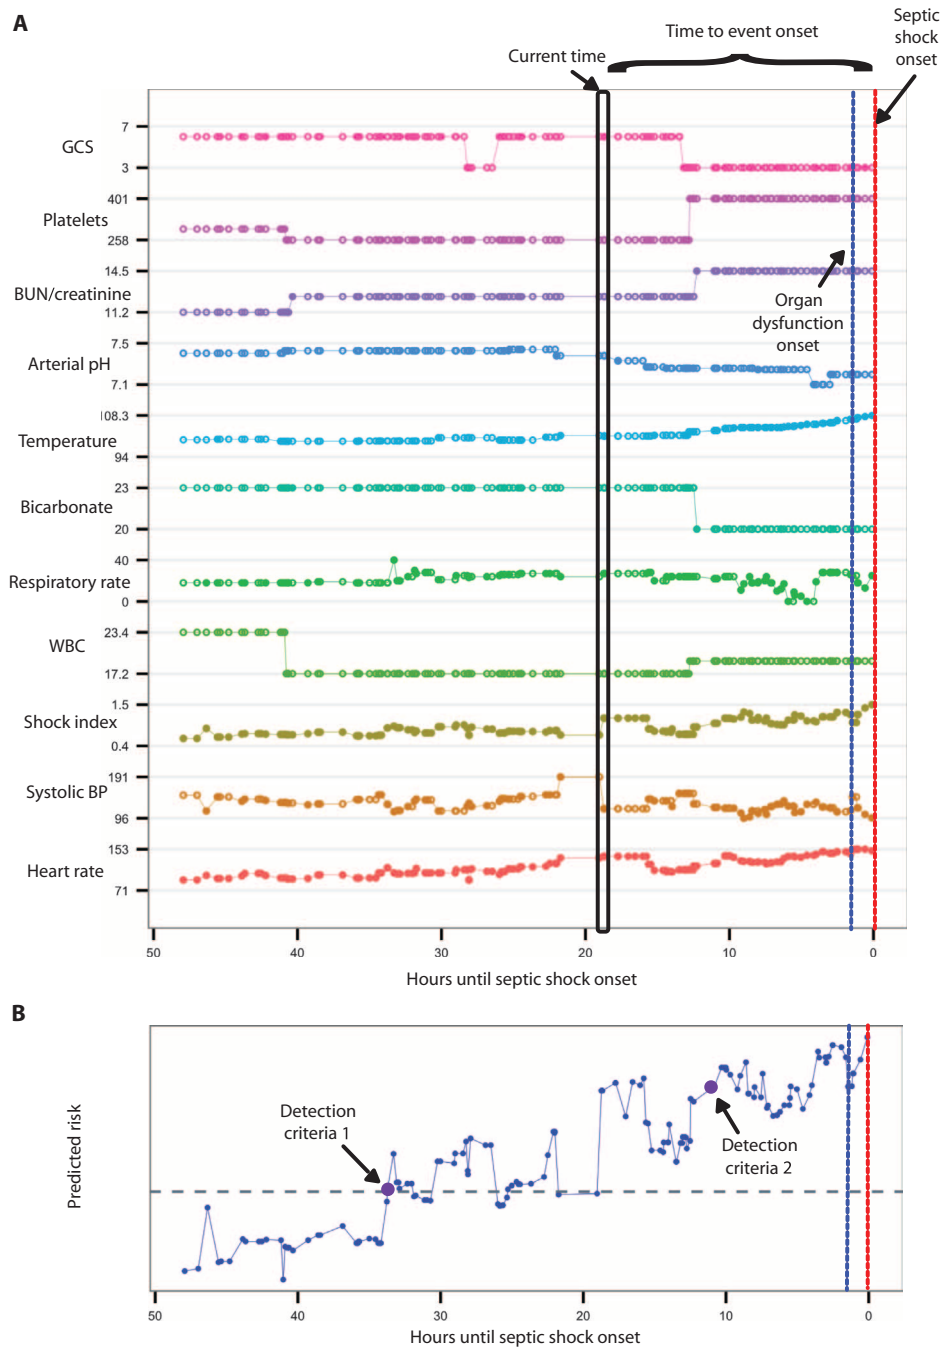 A
Septic
shock
onset
Time to event onset
Current time
7
GCS
3
401
Platelets
258
14.5
BUN/creatinine
11.2
Organ
dysfunction
onset
7.5
Arterial pH
7.1
108.3
Temperature
94
23
Bicarbonate
20
40
Respiratory rate
0
23.4
WBC
17.2
1.5
Shock index
0.4
191
Systolic BP
96
153
Heart rate
71
50 40 30 20 10 0
Hours until septic shock onset
B
Predicted risk
Detection
criteria 1
Detection
criteria 2
50 40 30 20 10 0
Hours until septic shock onset